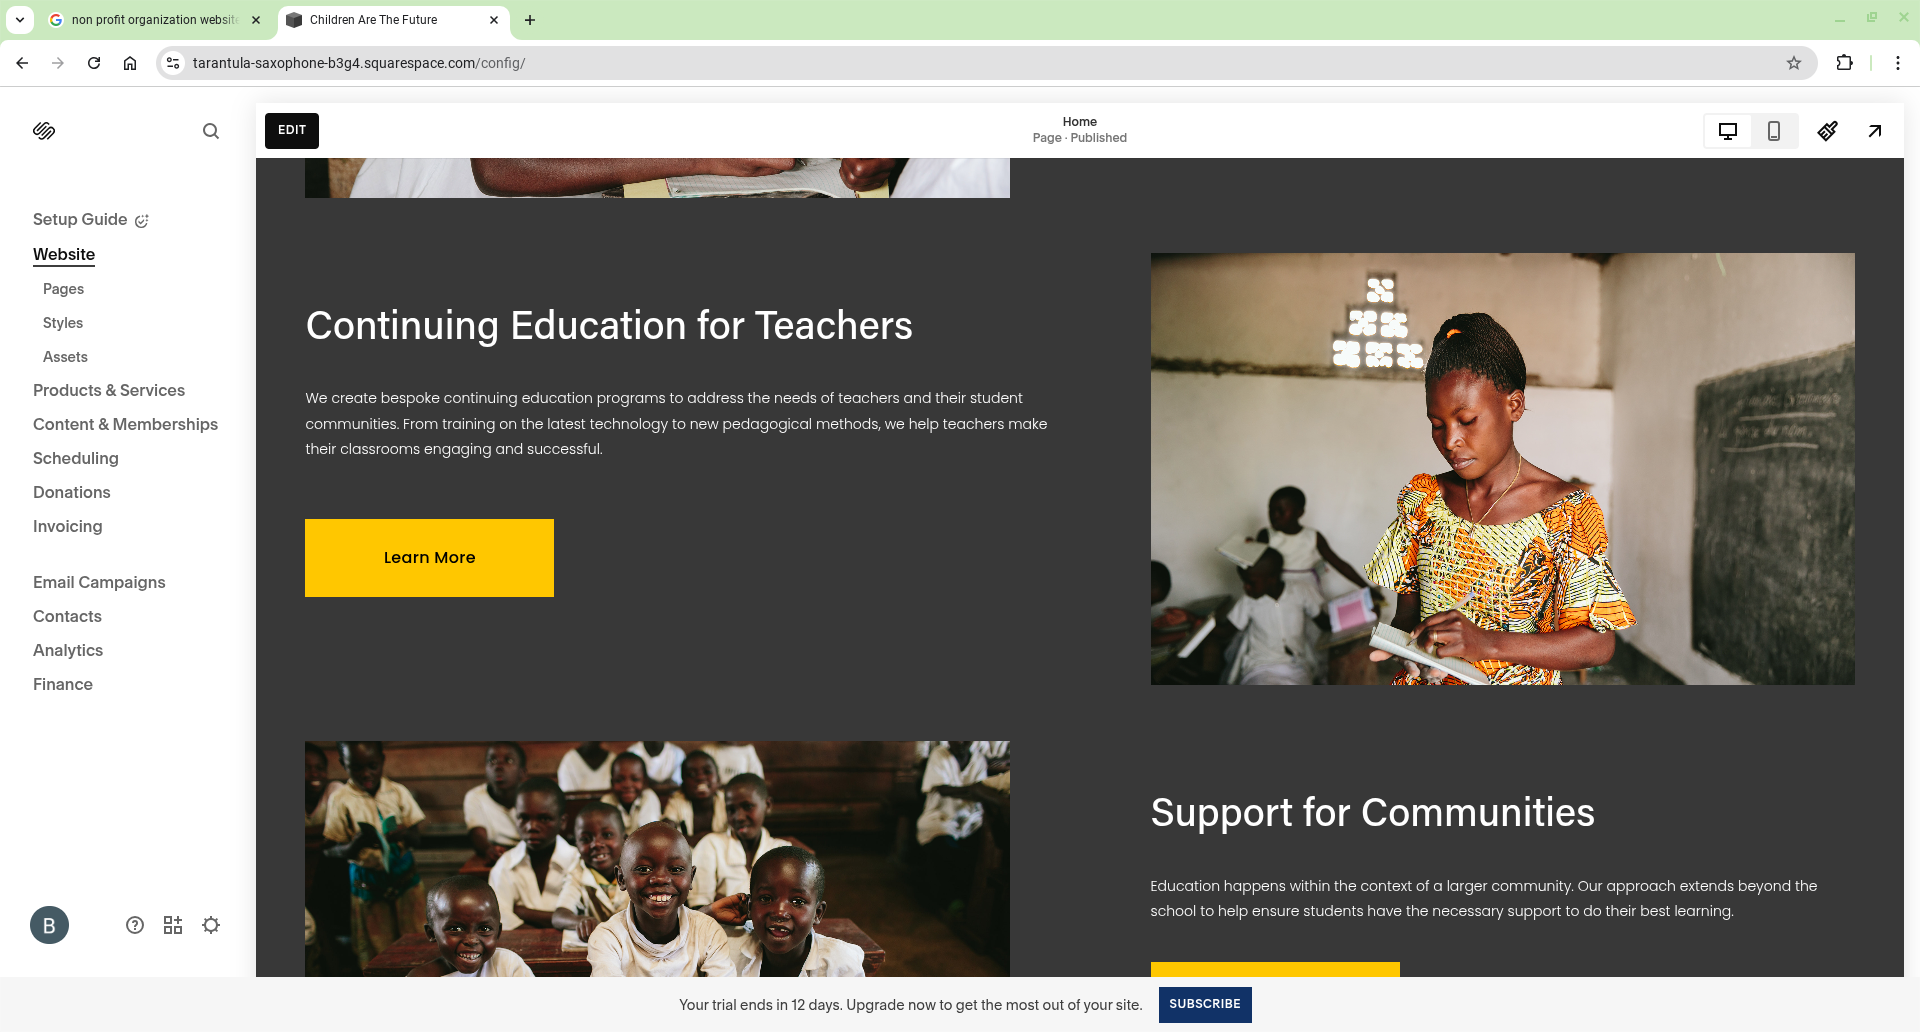 non profit organization website
Children Are The Future
tarantula-saxophone-b3g4.squarespace.com/config/
EDIT
Home
Page · Published
Setup Guide
Website
Pages
Styles
Assets
Products & Services
Content & Memberships
Scheduling
Donations
Invoicing
Email Campaigns
Contacts
Analytics
Finance
B
Continuing Education for Teachers
We create bespoke continuing education programs to address the needs of teachers and their student
communities. From training on the latest technology to new pedagogical methods, we help teachers make
their classrooms engaging and successful.
Learn More
Support for Communities
Education happens within the context of a larger community. Our approach extends beyond the
school to help ensure students have the necessary support to do their best learning.
Your trial ends in 12 days. Upgrade now to get the most out of your site.
SUBSCRIBE